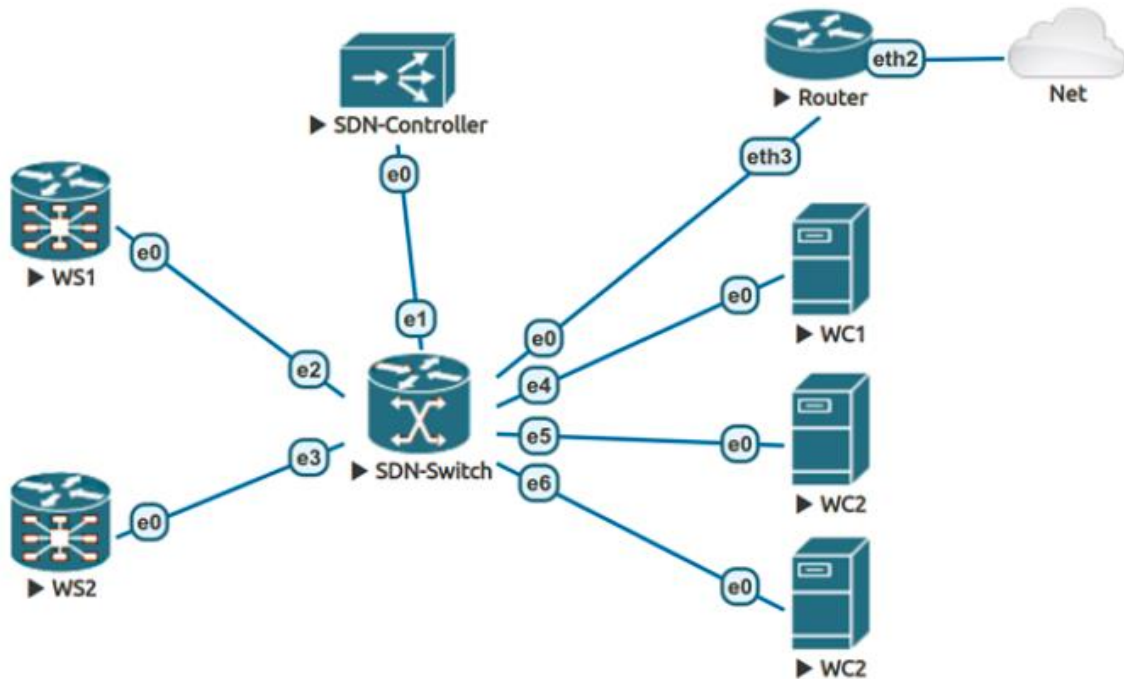 eth2
Net
▶ Router
▶ SDN-Controller
e0
eth3
▶ WS1
e0
e1
e0
e0
▶ WC1
e2
e4
e3
▶ SDN-Switch
e5
e0
▶ WC2
e6
▶ WS2
e0
e0
▶ WC2